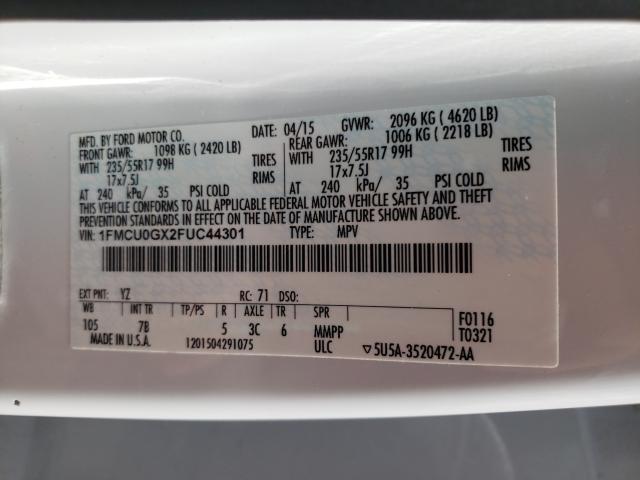 MFD. BY FORD MOTOR CO.
DATE: 04/15 GVWR: 2096 KG ( 4620 LB)
FRONT GAWR: 1098 KG ( 2420 LB)
REAR GAWR: 1006 KG ( 2218 LB)
WITH 235/55R17 99H TIRES
235/55R17 99H TIRES
17x7.5J RIMS
WITH 17x7.5J RIMS
AT 240 kPa/ 35 PSI COLD
AT 240 kPa/ 35 PSI COLD
THIS VEHICLE CONFORMS TO ALL APPLICABLE FEDERAL MOTOR VEHICLE SAFETY AND THEFT
PREVENTION STANDARDS IN EFFECT ON THE DATE OF MANUFACTURE SHOWN ABOVE.
VIN: 1FMCU0GX2FUC44301 TYPE: MPV
EXT PNT: YZ RC: 71 DSO:
WB INT TR TP/PS R AXLE TR SPR
105 7B 5 3C 6 MMPP
F0116
T0321
MADE IN U.S.A. 1201504291075 ULC ▽5U5A-3520472-AA